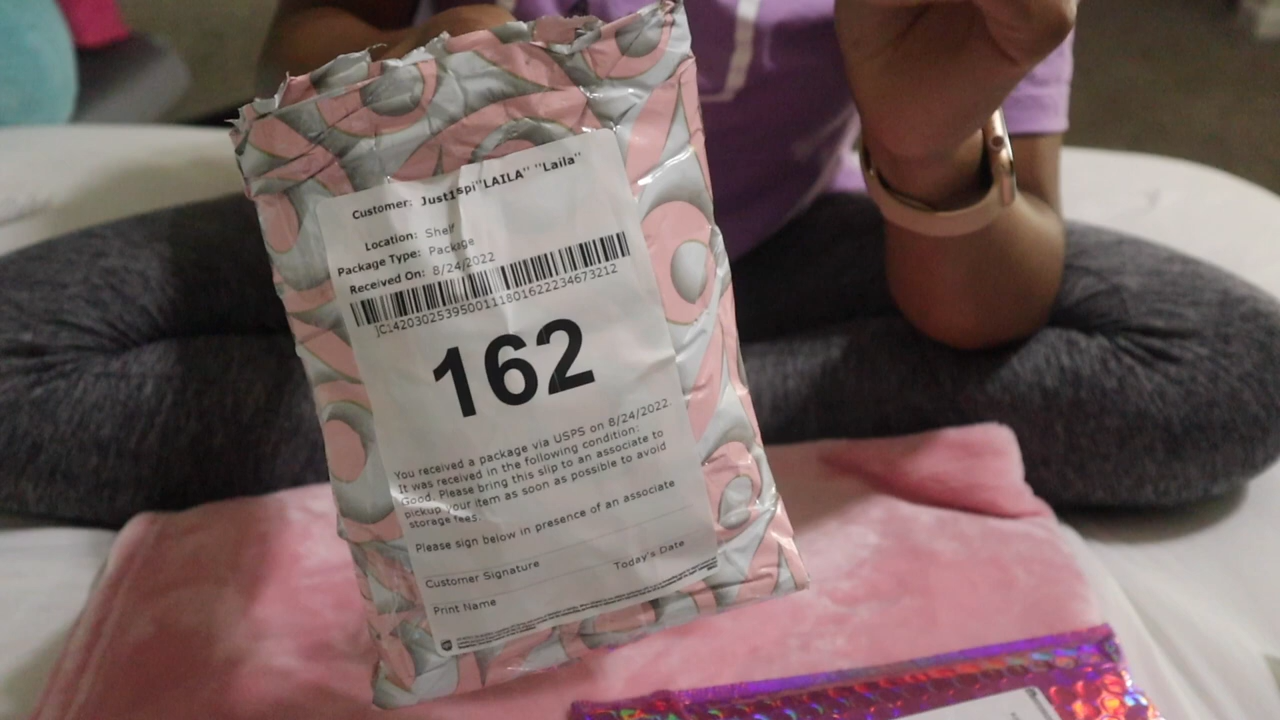 Customer: Just1spi"LAILA" "Laila"
Location: Shelf
Package Type: Package
Received On: 8/24/2022
]C1420302539500111801622234673212
162
You received a package via USPS on 8/24/2022.
It was received in the following condition:
Good. Please bring this slip to an associate to
pickup your item as soon as possible to avoid
storage fees.
Please sign below in presence of an associate
Customer Signature Today's Date
Print Name